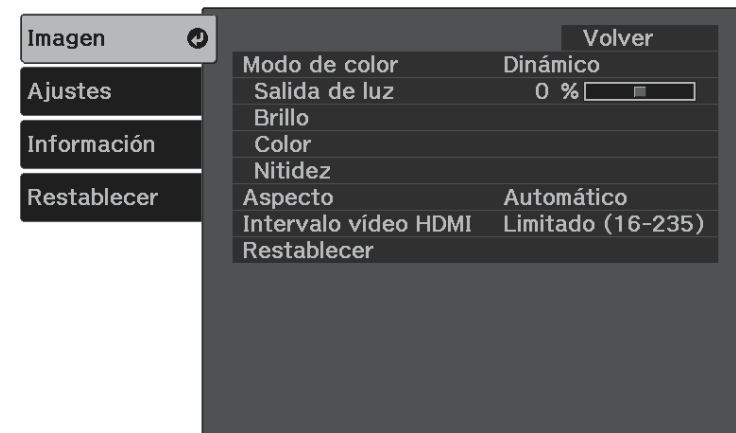 Imagen
Ajustes
Información
Restablecer
Volver
Modo de color Dinámico
Salida de luz 0 %
Brillo
Color
Nitidez
Aspecto Automático
Intervalo vídeo HDMI Limitado (16-235)
Restablecer